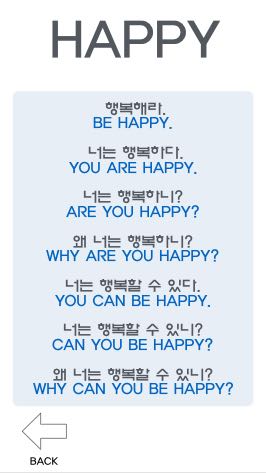 HAPPY
행복해라.
BE HAPPY.
너는 행복하다.
YOU ARE HAPPY.
너는 행복하니?
ARE YOU HAPPY?
왜 너는 행복하니?
WHY ARE YOU HAPPY?
너는 행복할 수 있다.
YOU CAN BE HAPPY.
너는 행복할 수 있니?
CAN YOU BE HAPPY?
왜 너는 행복할 수 있니?
WHY CAN YOU BE HAPPY?
BACK